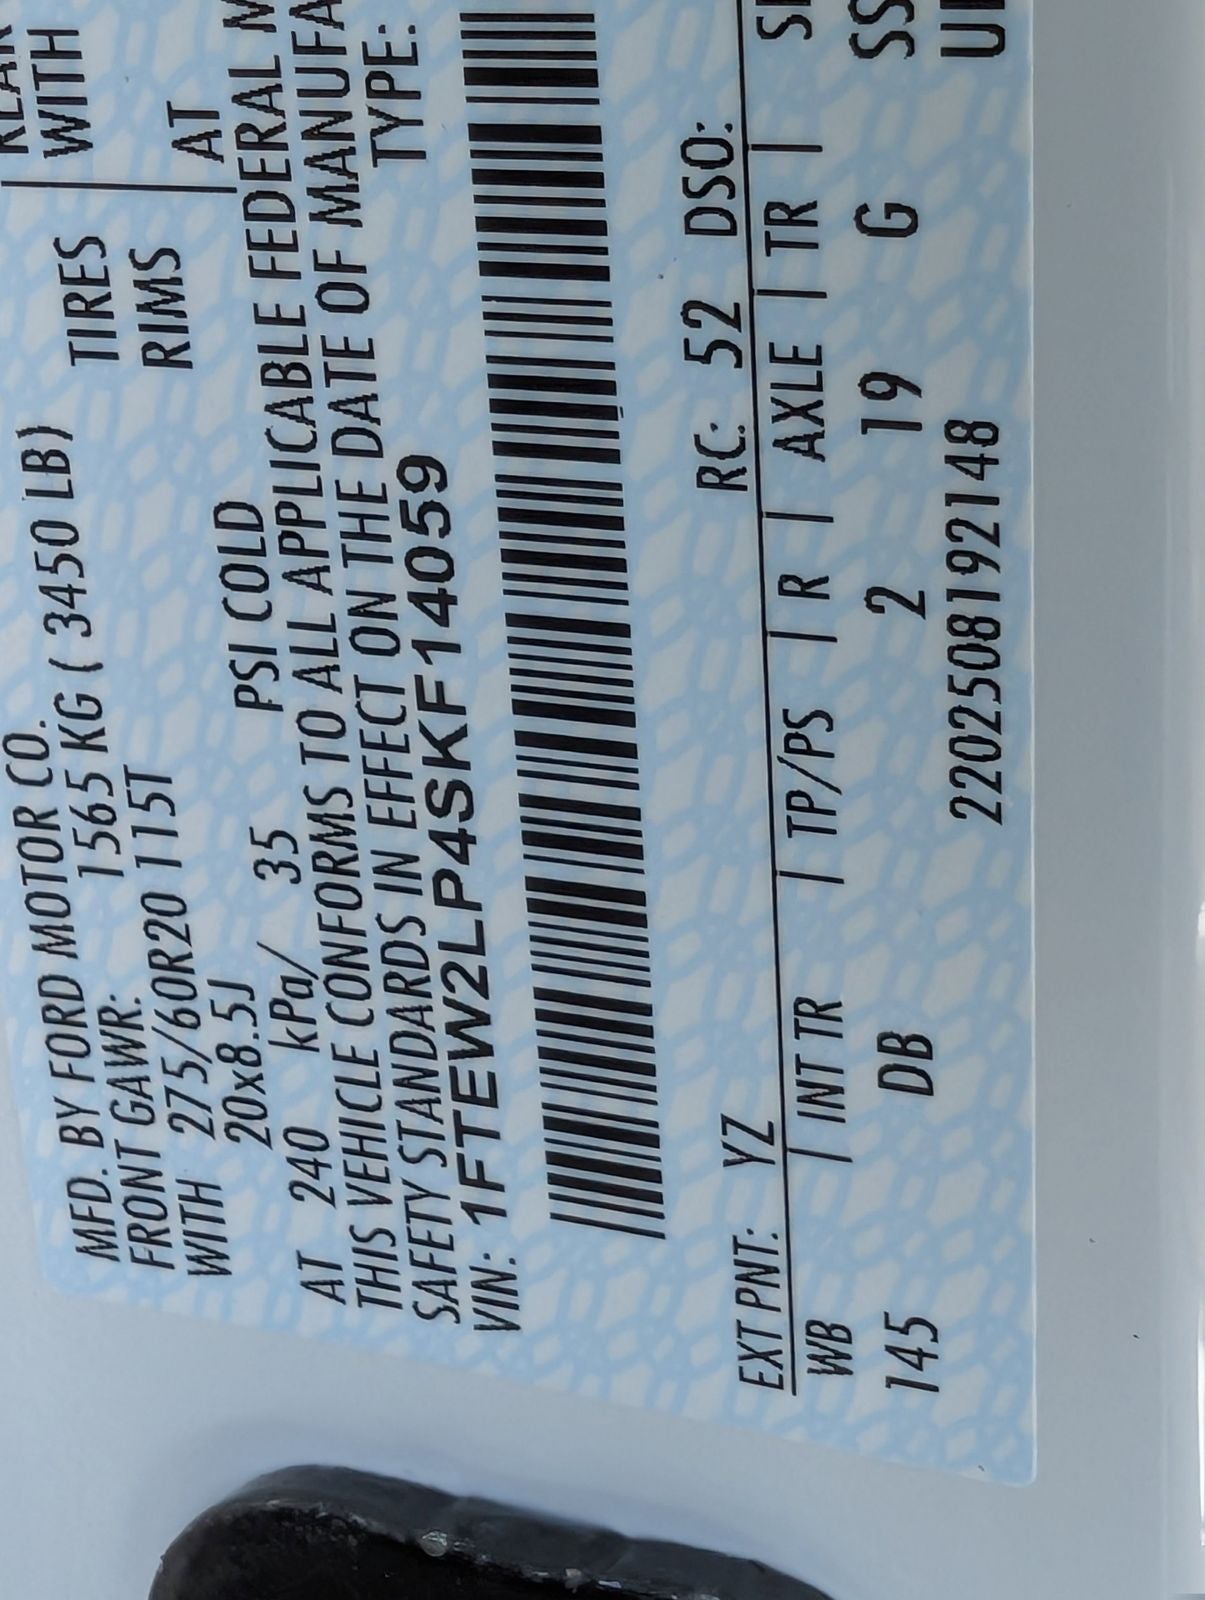 MFD. BY FORD MOTOR CO.
FRONT GAWR: 1565 KG ( 3450 LB)
WITH
WITH 275/60R20 115T TIRES
20x8.5J RIMS
AT 240 kPa/ 35 PSI COLD AT
THIS VEHICLE CONFORMS TO ALL APPLICABLE FEDERAL
SAFETY STANDARDS IN EFFECT ON THE DATE OF
VIN: 1FTEW2LP4SKF14059 TYPE:
EXT PNT: YZ RC: 52 DSO:
WB | INT TR | TP/PS | R | AXLE | TR |
145 DB 2 19 G
2202508192148